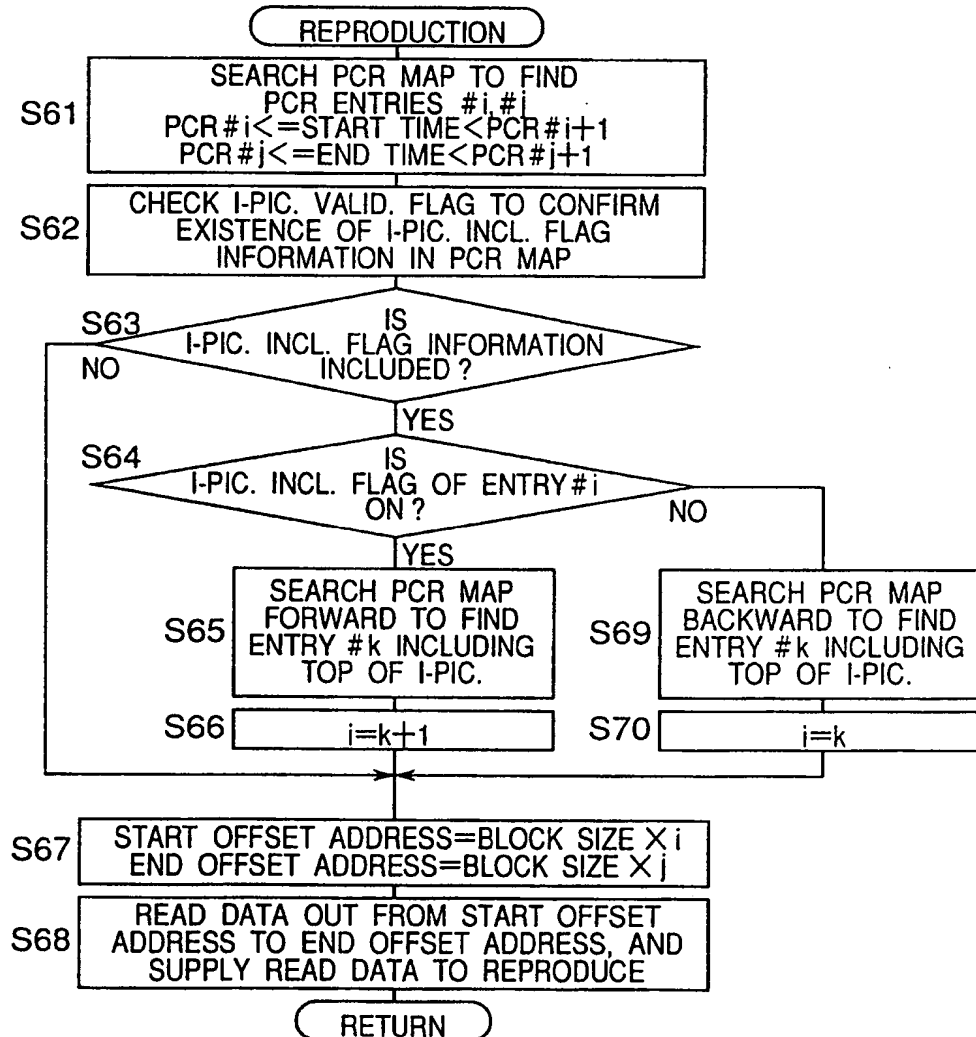 REPRODUCTION
S61
SEARCH PCR MAP TO FIND
PCR ENTRIES #i,#j
PCR#i<=START TIME<PCR#i+1
PCR#j<=END TIME<PCR#j+1
S62
CHECK I-PIC. VALID. FLAG TO CONFIRM
EXISTENCE OF I-PIC. INCL. FLAG
INFORMATION IN PCR MAP
S63
IS
I-PIC. INCL. FLAG INFORMATION
INCLUDED?
NO
YES
S64
IS
I-PIC. INCL. FLAG OF ENTRY#i
ON?
NO
YES
S65
SEARCH PCR MAP
FORWARD TO FIND
ENTRY #k INCLUDING
TOP OF I-PIC.
S69
SEARCH PCR MAP
BACKWARD TO FIND
ENTRY #k INCLUDING
TOP OF I-PIC.
S66
i=k+1
S70
i=k
S67
START OFFSET ADDRESS=BLOCK SIZE×i
END OFFSET ADDRESS=BLOCK SIZE×j
S68
READ DATA OUT FROM START OFFSET
ADDRESS TO END OFFSET ADDRESS, AND
SUPPLY READ DATA TO REPRODUCE
RETURN